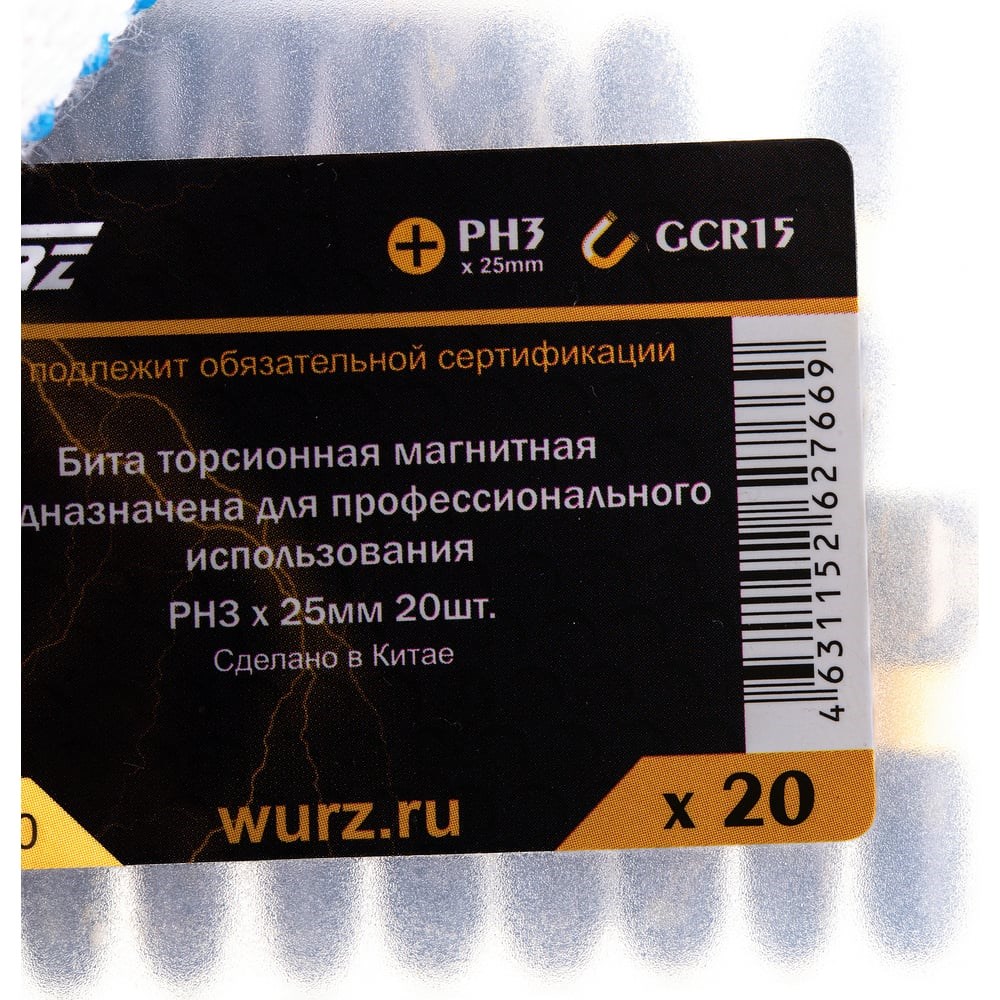 PH3
x 25mm
GCR15
подлежит обязательной сертификации
Бита торсионная магнитная
дназначена для профессионального
использования
PH3 x 25мм 20шт.
Сделано в Китае
wurz.ru
x 20
4631152627669